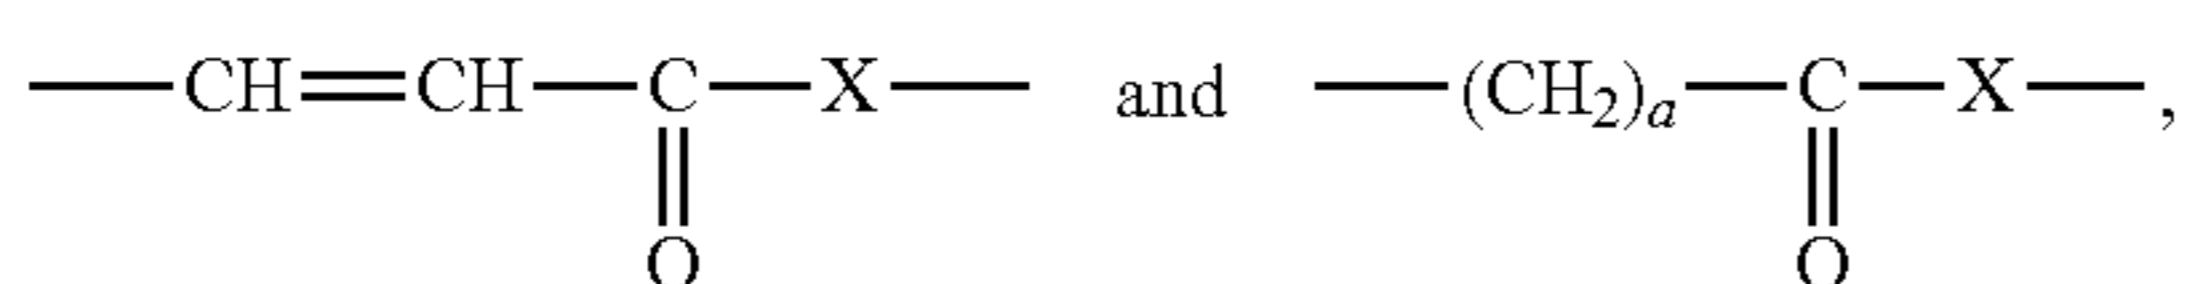 —CH=CH—C—X— and —(CH₂)ₐ—C—X—,
O O